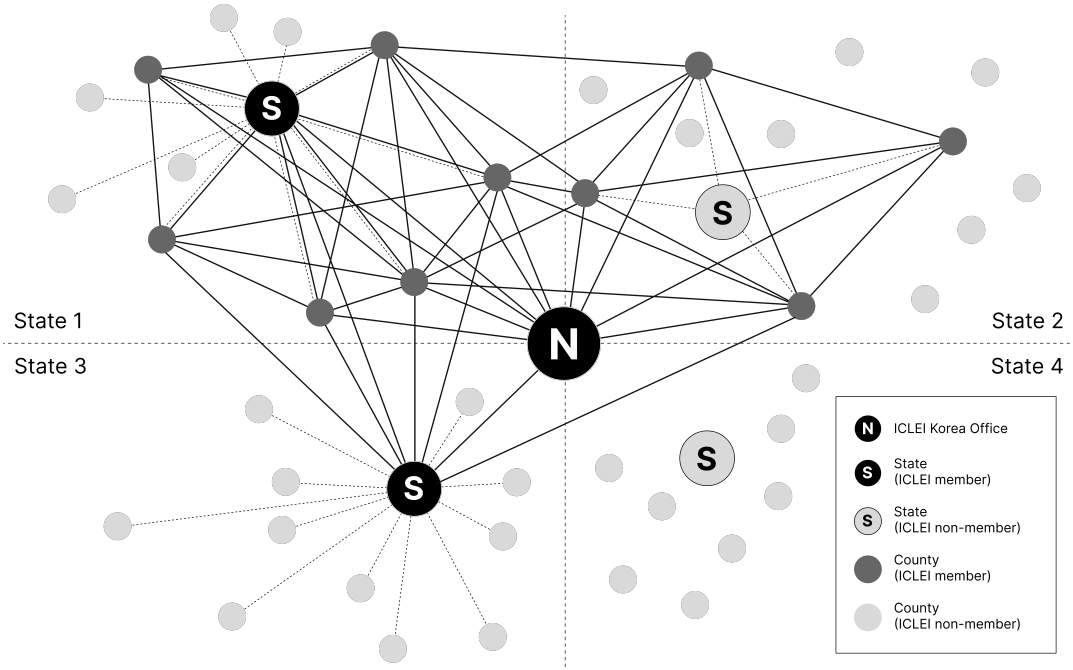 S
S
State 1
State 2
N
State 3
State 4
S
S
N ICLEI Korea Office
S State
(ICLEI member)
S State
(ICLEI non-member)
County
(ICLEI member)
County
(ICLEI non-member)